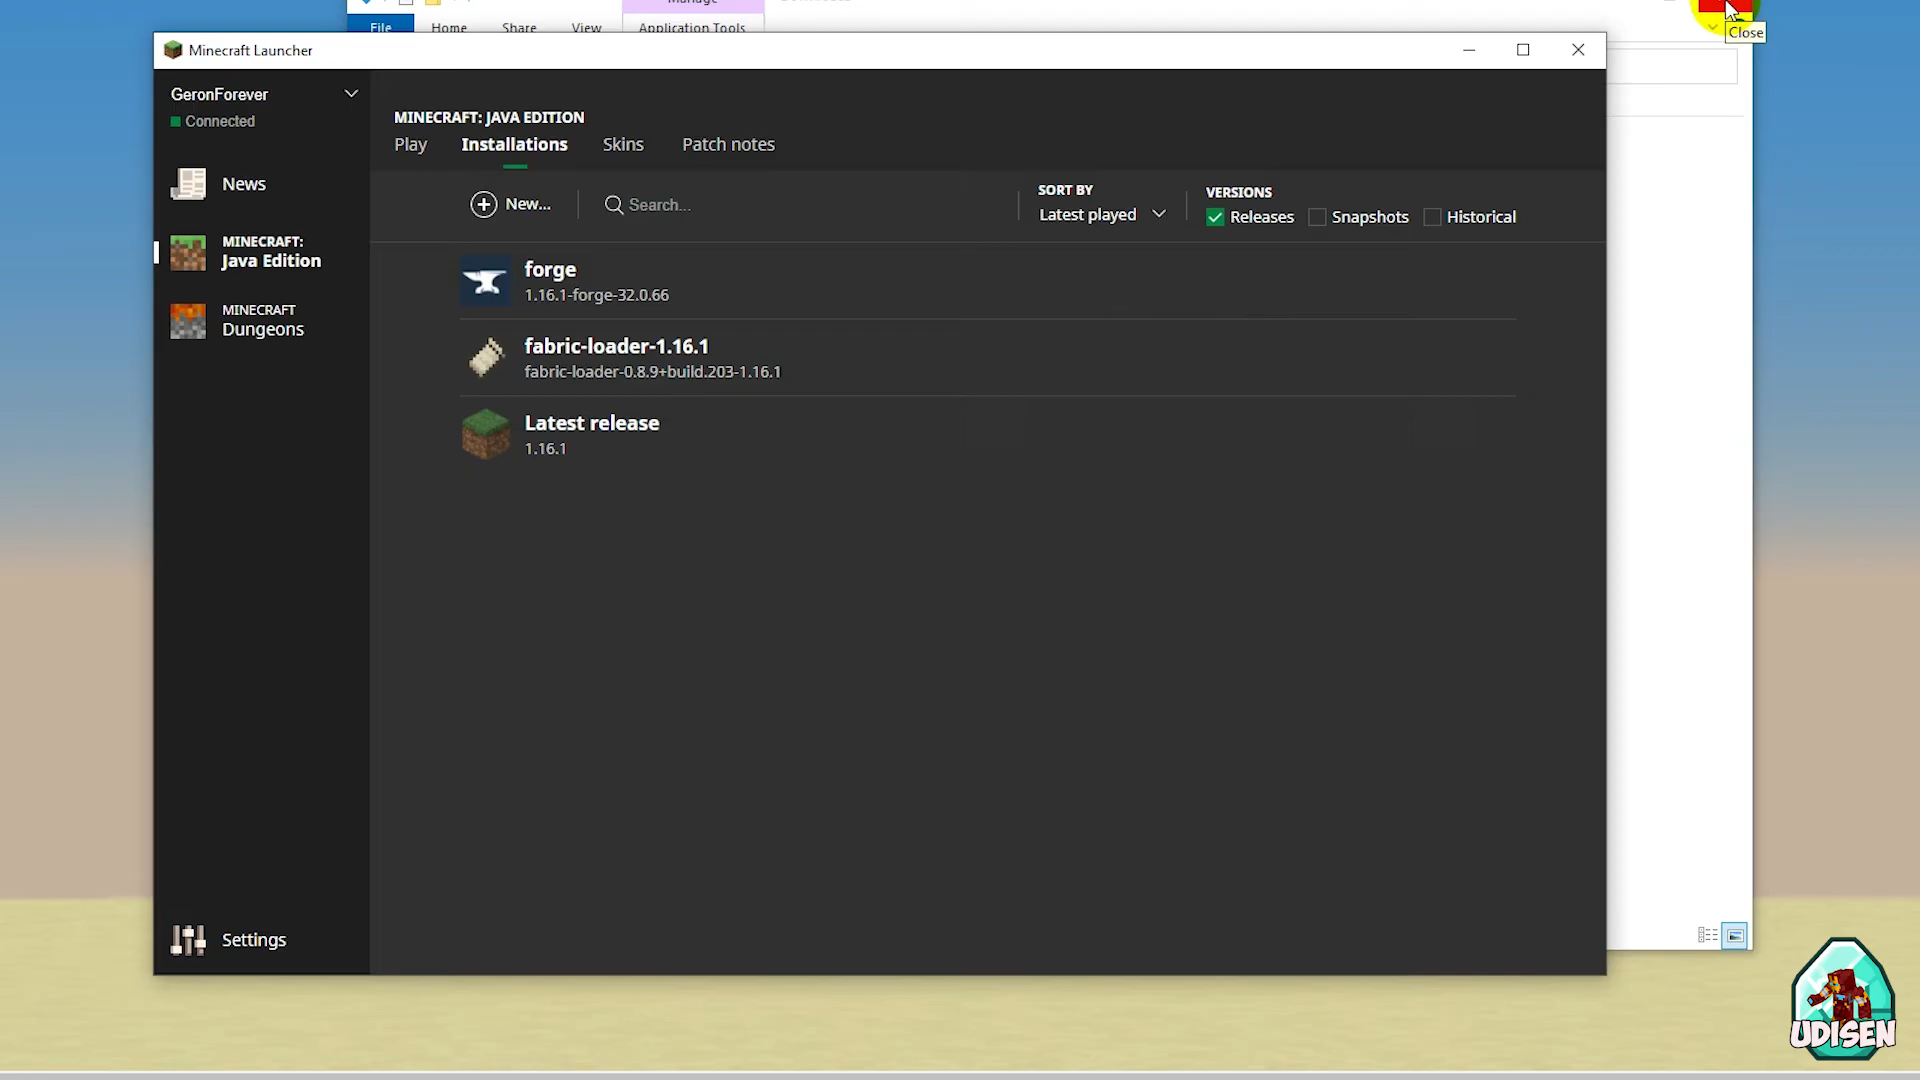 Manage
File Home Share View Application Tools
Close
Minecraft Launcher
GeronForever
Connected
News
MINECRAFT:
Java Edition
MINECRAFT
Dungeons
Settings
MINECRAFT: JAVA EDITION
Play Installations Skins Patch notes
New...
Search...
SORT BY
Latest played
VERSIONS
Releases Snapshots Historical
forge
1.16.1-forge-32.0.66
fabric-loader-1.16.1
fabric-loader-0.8.9+build.203-1.16.1
Latest release
1.16.1
UDISEN